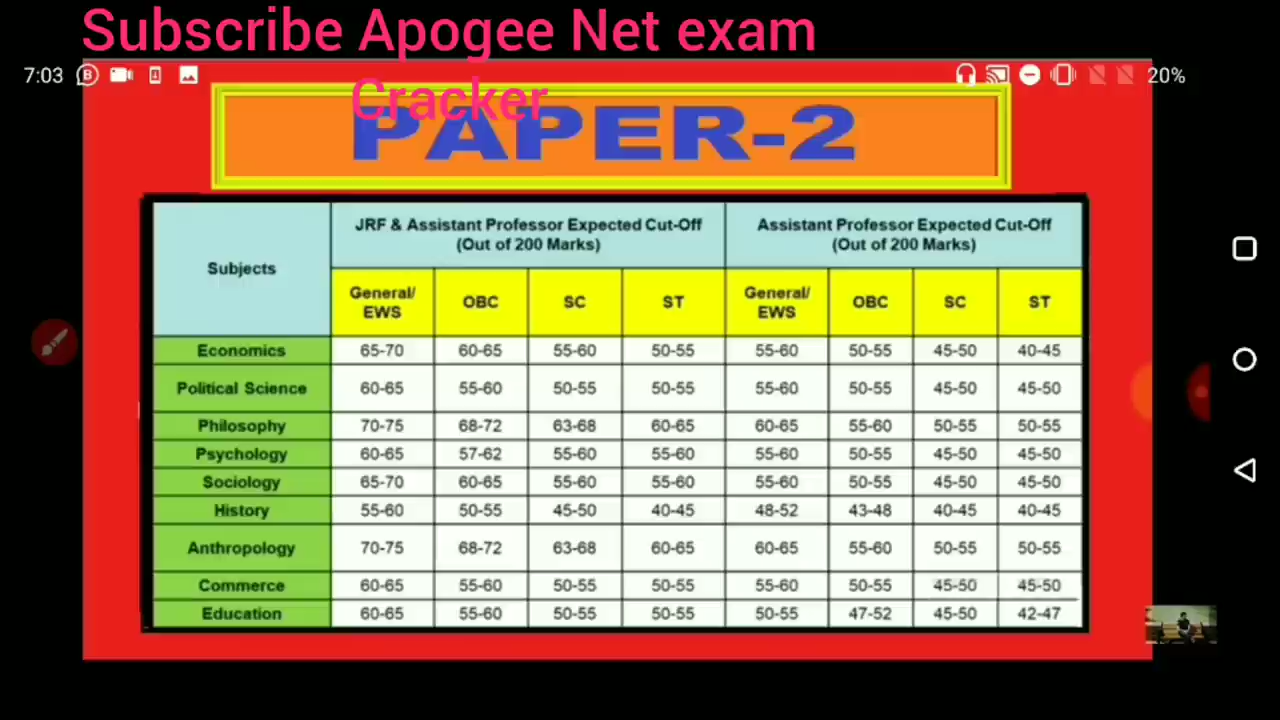 Subscribe Apogee Net exam
Cracker
7:03
20%
PAPER-2
Subjects
JRF & Assistant Professor Expected Cut-Off
(Out of 200 Marks)
Assistant Professor Expected Cut-Off
(Out of 200 Marks)
General/
EWS
OBC
SC
ST
General/
EWS
OBC
SC
ST
Economics 65-70 60-65 55-60 50-55 55-60 50-55 45-50 40-45
Political Science 60-65 55-60 50-55 50-55 55-60 50-55 45-50 45-50
Philosophy 70-75 68-72 63-68 60-65 60-65 55-60 50-55 50-55
Psychology 60-65 57-62 55-60 55-60 55-60 50-55 45-50 45-50
Sociology 65-70 60-65 55-60 55-60 55-60 50-55 45-50 45-50
History 55-60 50-55 45-50 40-45 48-52 43-48 40-45 40-45
Anthropology 70-75 68-72 63-68 60-65 60-65 55-60 50-55 50-55
Commerce 60-65 55-60 50-55 50-55 55-60 50-55 45-50 45-50
Education 60-65 55-60 50-55 50-55 50-55 47-52 45-50 42-47